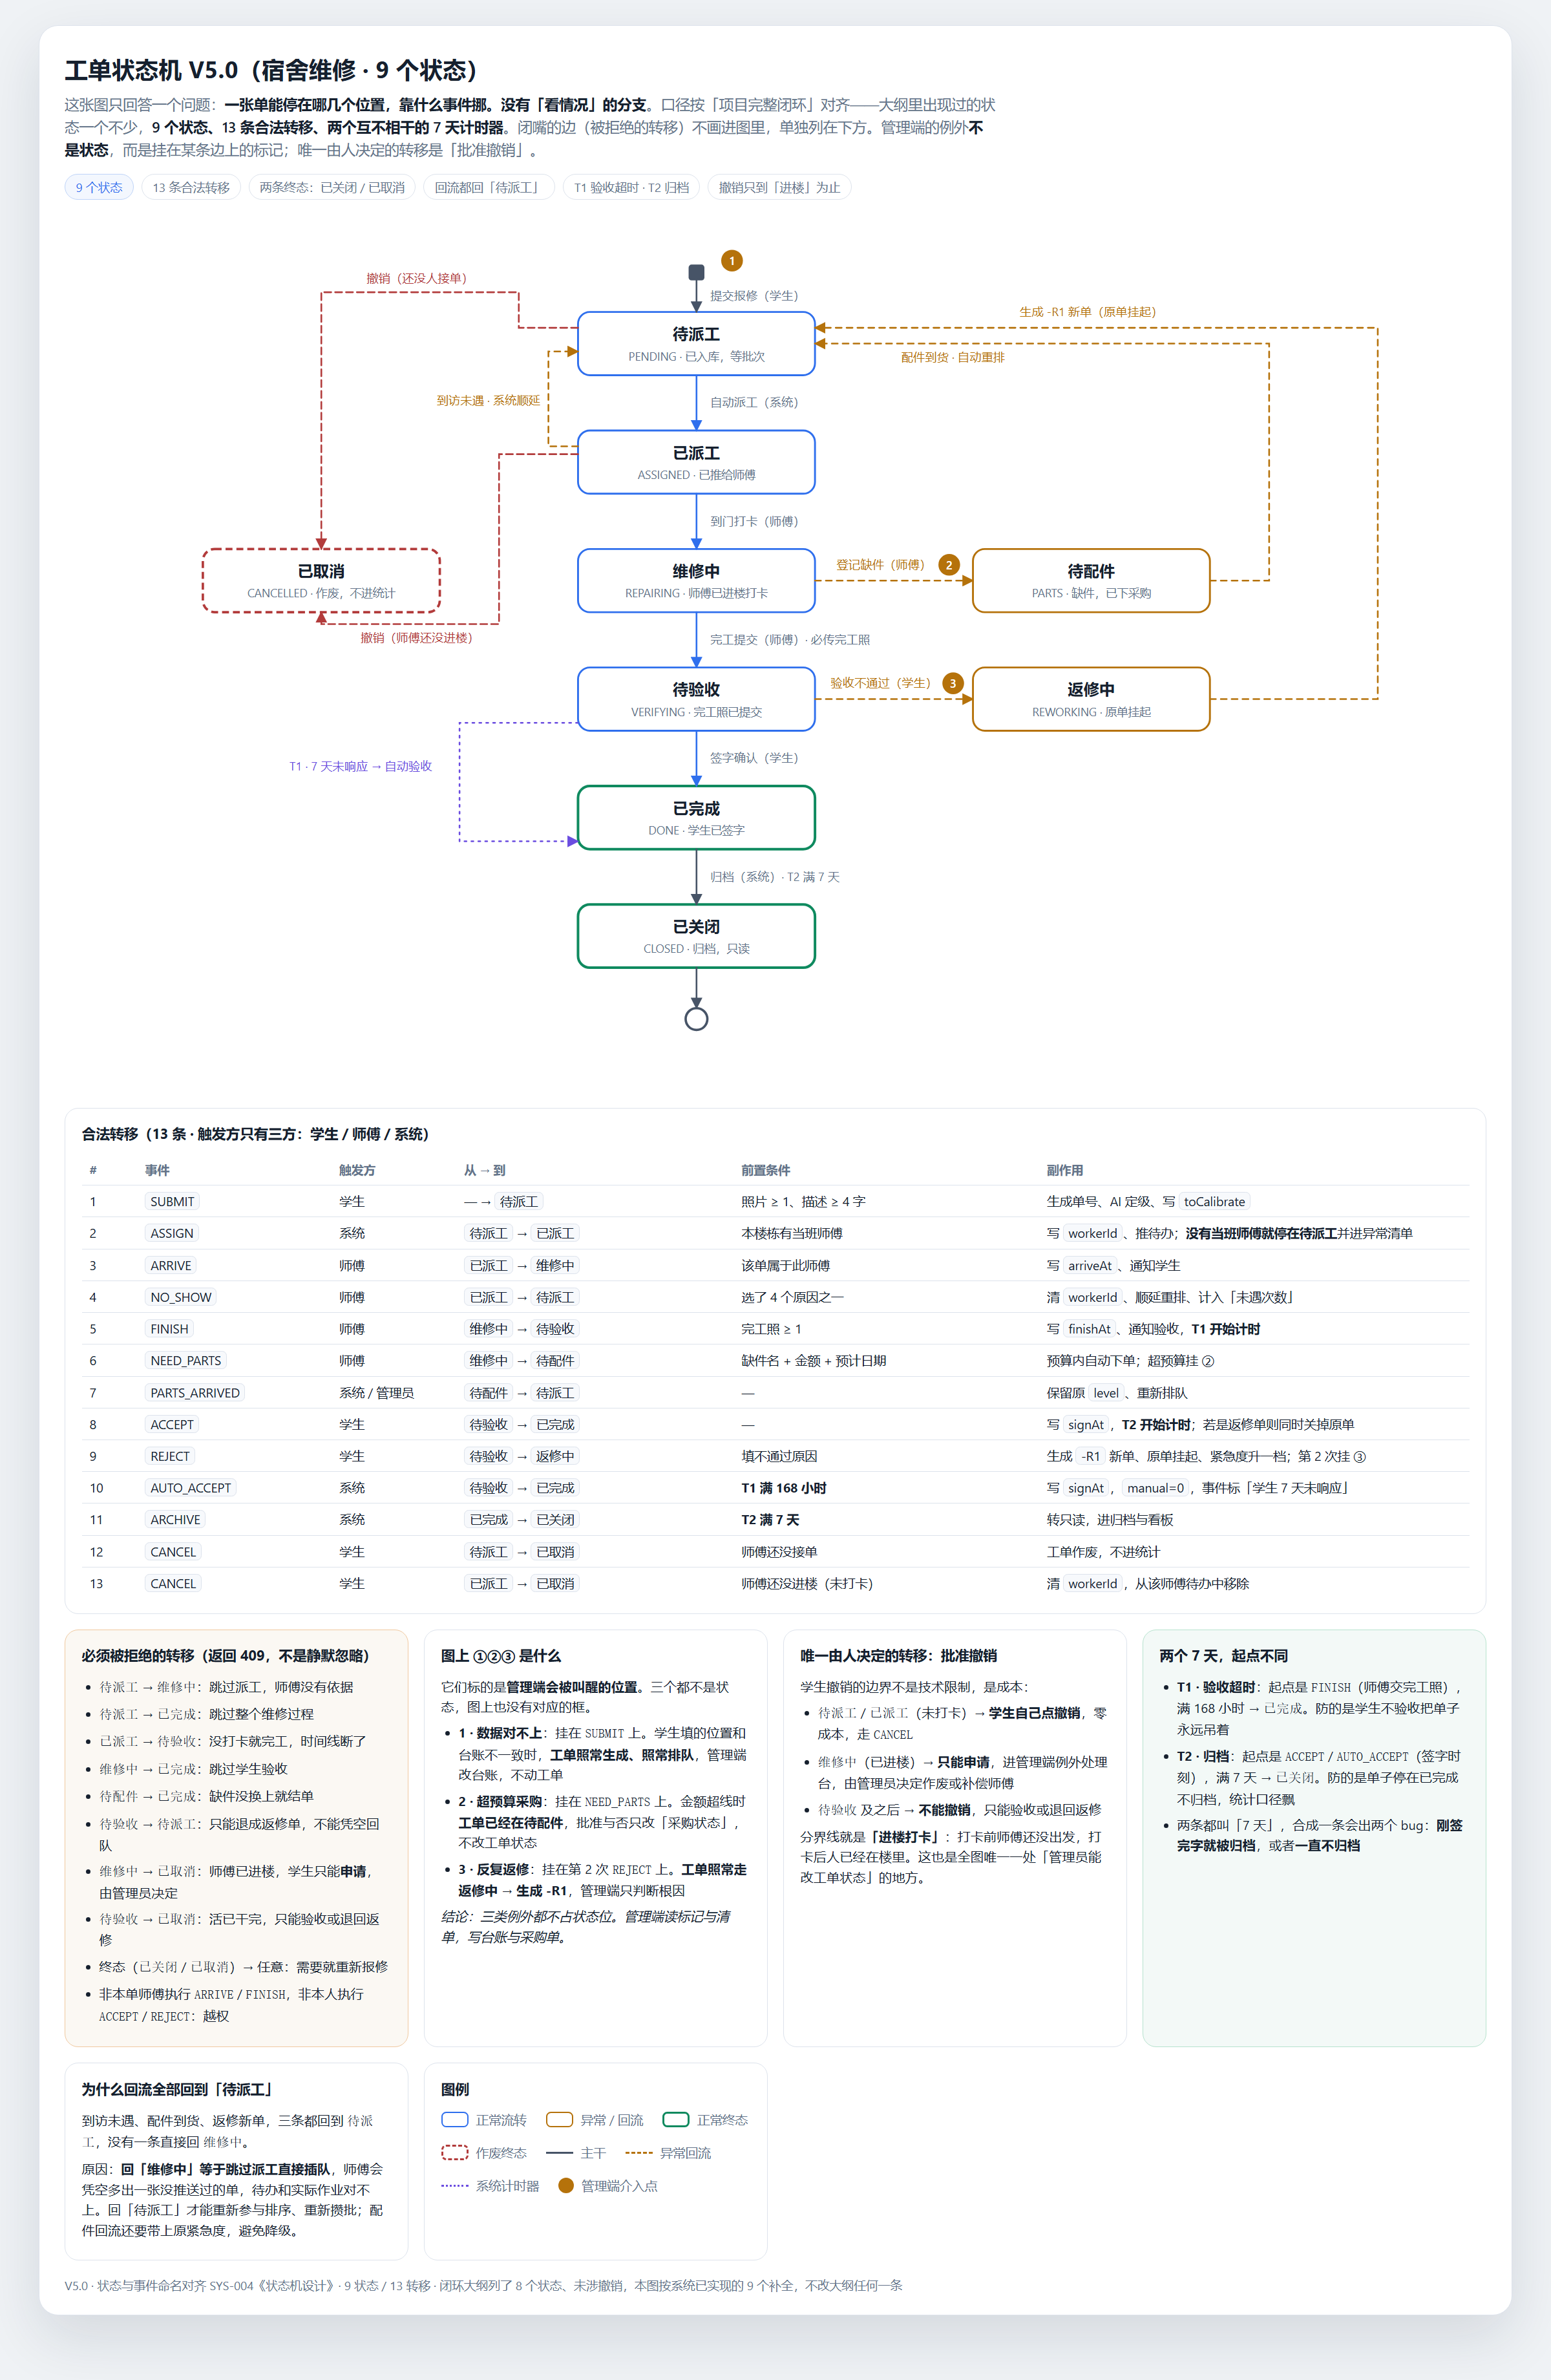 工单状态机 V5.0（宿舍维修 · 9 个状态）
这张图只回答一个问题：一张单能停在哪几个位置，靠什么事件挪。没有「看情况」的分支。口径按「项目完整闭环」对齐——大纲里出现过的状
态一个不少，9 个状态、13 条合法转移、两个互不相干的 7 天计时器。闭嘴的边（被拒绝的转移）不画进图里，单独列在下方。管理端的例外不
是状态，而是挂在某条边上的标记；唯一由人决定的转移是「批准撤销」。
9 个状态 13 条合法转移 两条终态：已关闭 / 已取消 回流都回「待派工」 T1 验收超时 · T2 归档 撤销只到「进楼」为止
1
撤销（还没人接单）
提交报修（学生）
生成 -R1 新单（原单挂起）
待派工
PENDING · 已入库，等批次
配件到货 · 自动重排
到访未遇 · 系统顺延
自动派工（系统）
已派工
ASSIGNED · 已推给师傅
到门打卡（师傅）
已取消
CANCELLED · 作废，不进统计
维修中
REPAIRING · 师傅已进楼打卡
登记缺件（师傅） 2
待配件
PARTS · 缺件，已下采购
撤销（师傅还没进楼）
完工提交（师傅）· 必传完工照
待验收
VERIFYING · 完工照已提交
验收不通过（学生） 3
返修中
REWORKING · 原单挂起
T1 · 7 天未响应 → 自动验收
签字确认（学生）
已完成
DONE · 学生已签字
归档（系统）· T2 满 7 天
已关闭
CLOSED · 归档，只读
合法转移（13 条 · 触发方只有三方：学生 / 师傅 / 系统）
# 事件 触发方 从 → 到 前置条件 副作用
1 SUBMIT 学生 — → 待派工 照片 ≥ 1、描述 ≥ 4 字 生成单号、AI 定级、写 toCalibrate
2 ASSIGN 系统 待派工 → 已派工 本楼栋有当班师傅 写 workerId、推待办；没有当班师傅就停在待派工并进异常清单
3 ARRIVE 师傅 已派工 → 维修中 该单属于此师傅 写 arriveAt、通知学生
4 NO_SHOW 师傅 已派工 → 待派工 选了 4 个原因之一 清 workerId、顺延重排、计入「未遇次数」
5 FINISH 师傅 维修中 → 待验收 完工照 ≥ 1 写 finishAt、通知验收，T1 开始计时
6 NEED_PARTS 师傅 维修中 → 待配件 缺件名 + 金额 + 预计日期 预算内自动下单；超预算挂 ②
7 PARTS_ARRIVED 系统 / 管理员 待配件 → 待派工 — 保留原 level、重新排队
8 ACCEPT 学生 待验收 → 已完成 — 写 signAt，T2 开始计时；若是返修单则同时关掉原单
9 REJECT 学生 待验收 → 返修中 填不通过原因 生成 -R1 新单、原单挂起、紧急度升一档；第 2 次挂 ③
10 AUTO_ACCEPT 系统 待验收 → 已完成 T1 满 168 小时 写 signAt， manual=0，事件标「学生 7 天未响应」
11 ARCHIVE 系统 已完成 → 已关闭 T2 满 7 天 转只读，进归档与看板
12 CANCEL 学生 待派工 → 已取消 师傅还没接单 工单作废，不进统计
13 CANCEL 学生 已派工 → 已取消 师傅还没进楼（未打卡） 清 workerId，从该师傅待办中移除
必须被拒绝的转移（返回 409，不是静默忽略）
• 待派工 → 维修中：跳过派工，师傅没有依据
• 待派工 → 已完成：跳过整个维修过程
• 已派工 → 待验收：没打卡就完工，时间线断了
• 维修中 → 已完成：跳过学生验收
• 待配件 → 已完成：缺件没换上就结单
• 待验收 → 待派工：只能退成返修单，不能凭空回
队
• 维修中 → 已取消：师傅已进楼，学生只能申请，
由管理员决定
• 待验收 → 已取消：活已干完，只能验收或退回返
修
• 终态（已关闭 / 已取消）→ 任意：需要就重新报修
• 非本单师傅执行 ARRIVE / FINISH，非本人执行
ACCEPT / REJECT：越权
图上 ①②③ 是什么
它们标的是管理端会被叫醒的位置。三个都不是状
态，图上也没有对应的框。
• 1 · 数据对不上：挂在 SUBMIT 上。学生填的位置和
台账不一致时，工单照常生成、照常排队，管理端
改台账，不动工单
• 2 · 超预算采购：挂在 NEED_PARTS 上。金额超线时
工单已经在待配件，批准与否只改「采购状态」，
不改工单状态
• 3 · 反复返修：挂在第 2 次 REJECT 上。工单照常走
返修中 → 生成 -R1，管理端只判断根因
结论：三类例外都不占状态位。管理端读标记与清
单，写台账与采购单。
唯一由人决定的转移：批准撤销
学生撤销的边界不是技术限制，是成本：
• 待派工 / 已派工（未打卡）→ 学生自己点撤销，零
成本，走 CANCEL
• 维修中（已进楼）→ 只能申请，进管理端例外处理
台，由管理员决定作废或补偿师傅
• 待验收 及之后 → 不能撤销，只能验收或退回返修
分界线就是「进楼打卡」：打卡前师傅还没出发，打
卡后人已经在楼里。这也是全图唯一一处「管理员能
改工单状态」的地方。
两个 7 天，起点不同
• T1 · 验收超时：起点是 FINISH（师傅交完工照），
满 168 小时 → 已完成。防的是学生不验收把单子
永远吊着
• T2 · 归档：起点是 ACCEPT / AUTO_ACCEPT（签字时
刻），满 7 天 → 已关闭。防的是单子停在已完成
不归档，统计口径飘
• 两条都叫「7 天」，合成一条会出两个 bug：刚签
完字就被归档，或者一直不归档
为什么回流全部回到「待派工」
到访未遇、配件到货、返修新单，三条都回到 待派
工，没有一条直接回 维修中。
原因：回「维修中」等于跳过派工直接插队，师傅会
凭空多出一张没推送过的单，待办和实际作业对不
上。回「待派工」才能重新参与排序、重新攒批；配
件回流还要带上原紧急度，避免降级。
图例
正常流转 异常 / 回流 正常终态
作废终态 主干 异常回流
系统计时器 管理端介入点
V5.0 · 状态与事件命名对齐 SYS-004《状态机设计》· 9 状态 / 13 转移 · 闭环大纲列了 8 个状态、未涉撤销，本图按系统已实现的 9 个补全，不改大纲任何一条